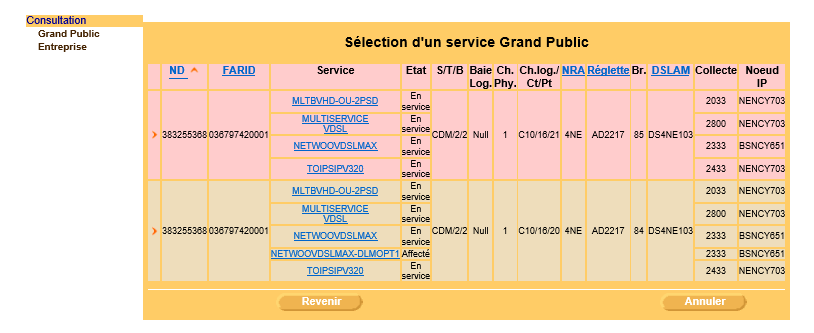 Consultation
Grand Public
Entreprise
Sélection d'un service Grand Public
ND FARID Service Etat S/T/B Baie Log. Ch. Phy. Ch.log./ Ct/Pt NRA Réglette Br. DSLAM Collecte Noeud IP
383255368 036797420001 MLTBVHD-OU-2PSD En service CDM/2/2 Null 1 C10/16/21 4NE AD2217 85 DS4NE103 2033 NENCY703
MULTISERVICE VDSL En service 2800 NENCY703
NETWOOVDSLMAX En service 2333 BSNCY651
TOIPSIPV320 En service 2433 NENCY703
383255368 036797420001 MLTBVHD-OU-2PSD En service CDM/2/2 Null 1 C10/16/20 4NE AD2217 84 DS4NE103 2033 NENCY703
MULTISERVICE VDSL En service 2800 NENCY703
NETWOOVDSLMAX En service 2333 BSNCY651
NETWOOVDSLMAX-DLMOPT1 Affecté 2333 BSNCY651
TOIPSIPV320 En service 2433 NENCY703
Revenir Annuler